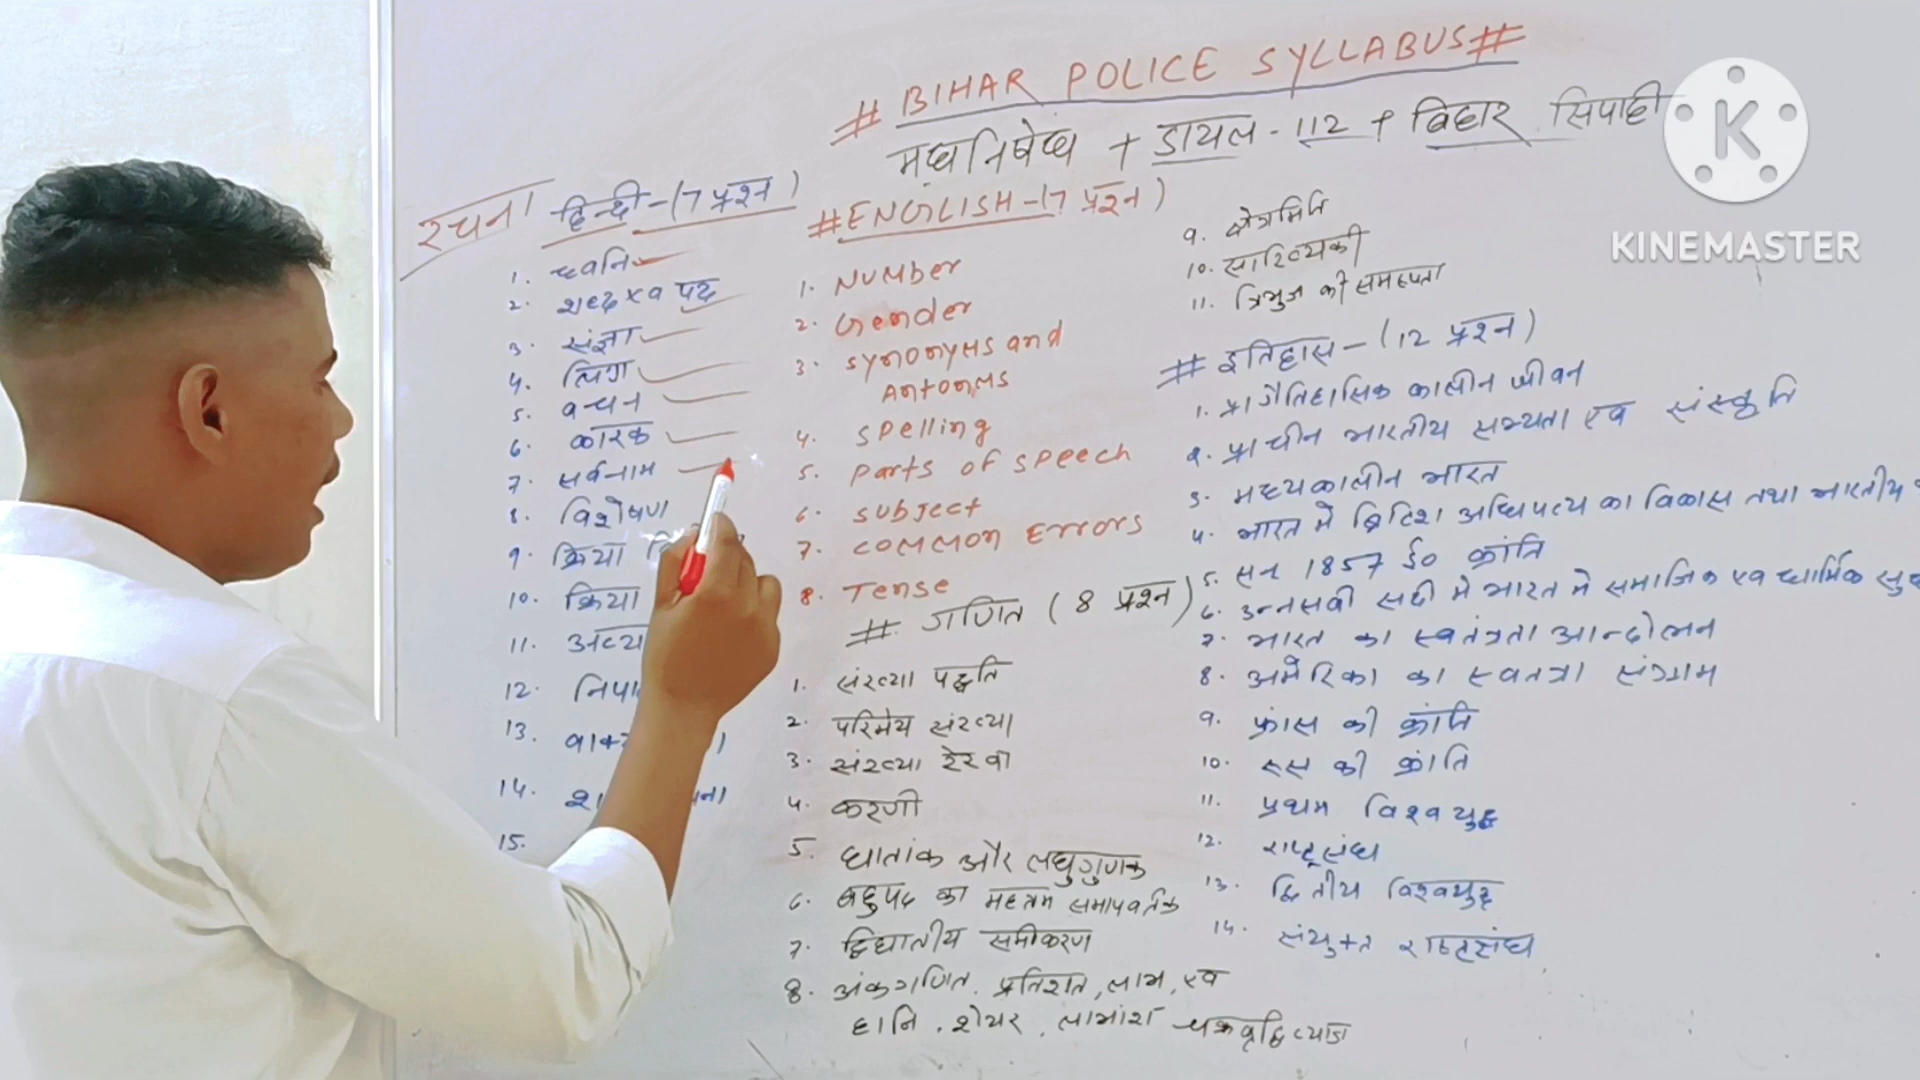 # BIHAR POLICE SYLLABUS #
मद्यनिषेध + डायल - 112 + बिहार सिपाही
रचना
हिन्दी - (7 प्रश्न)
1. ध्वनि
2. शब्द xव पद
3. संज्ञा
4. लिंग
5. वचन
6. कारक
7. सर्वनाम
8. विशेषण
9. क्रिया
10. क्रिया
11.
12.
13.
14.
15.
# ENGLISH - (7 प्रश्न)
1. Number
2. Gender
3. Synonyms and
Antonms
4. Spelling
5. Parts of speech
6. Subject
7. Common Errors
8. Tense
# गणित (8 प्रश्न)
1. संख्या पद्धति
2. परिमेय संख्या
3. संख्या रेखा
4. करणी
5. घातांक और लघुगुणक
6. बहुपद का महत्तम समापवर्तक
7. द्विघातीय समीकरण
8. अंकगणित. प्रतिशत, लाभ, एव
हानि. शेयर. लाभांश चक्रवृद्धि व्याज
9. क्षेत्रमिति
10. सांख्यिकी
11. त्रिभुज की समरूपता
# इतिहास - (12 प्रश्न)
1. प्रागैतिहासिक कालीन जीवन
2. प्राचीन भारतीय सभ्यता एव संस्कृति
3. मध्यकालीन भारत
4. भारत मे ब्रिटिश अधिपत्य का विकास तथा भारतीय
5. सन 1857 ई० क्रांति
6. उन्नसवी सदी मे भारत मे समाजिक एव धार्मिक
7. भारत का स्वतंत्रता आन्दोलन
8. अमेरिका का स्वतत्रा संग्राम
9. फ्रांस की क्रांति
10. रूस की क्रांति
11. प्रथम विश्वयुद्ध
12. राष्ट्रसंघ
13. द्वितीय विश्वयुद्ध
14. संयुक्त राष्ट्रसंघ
K
KINEMASTER